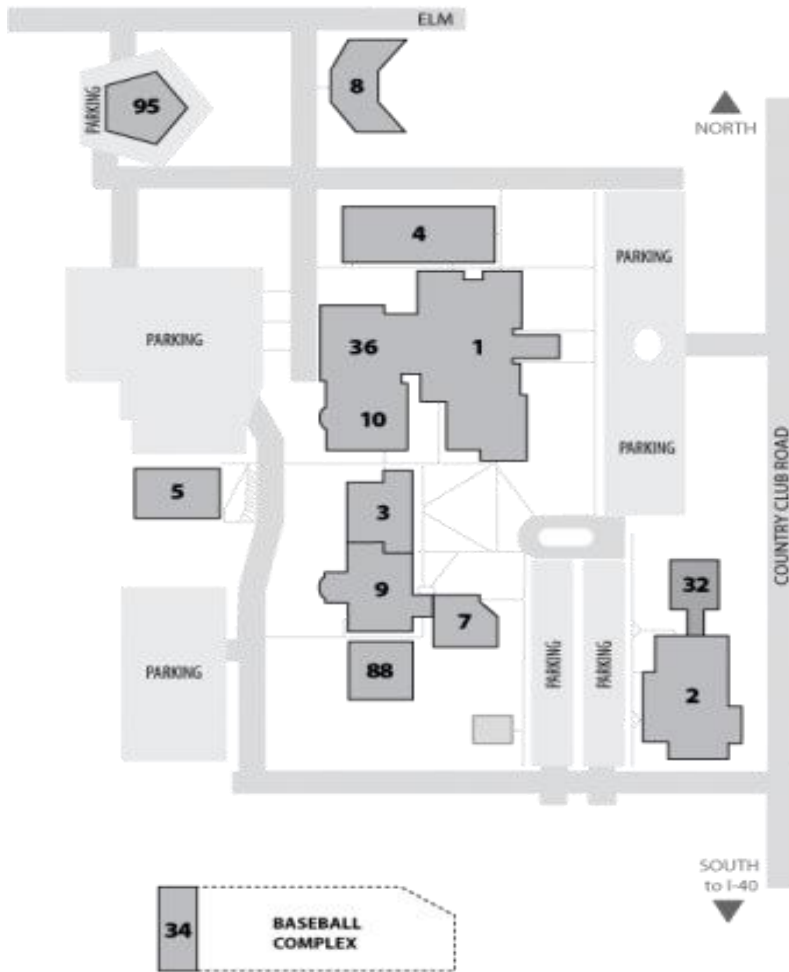 ELM
8
95
PARKING
NORTH
4
PARKING
PARKING
36
1
10
PARKING
COUNTRY CLUB ROAD
5
3
32
9
7
PARKING
PARKING
PARKING
88
2
SOUTH
to I-40
34
BASEBALL
COMPLEX